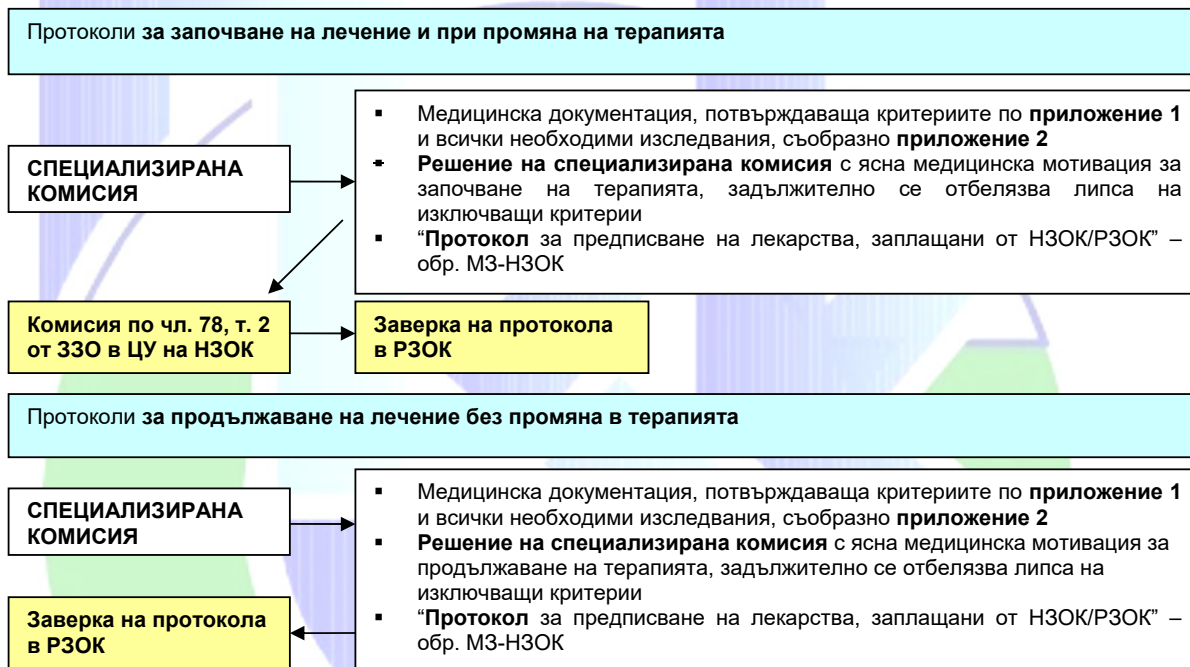 Протоколи за започване на лечение и при промяна на терапията
СПЕЦИАЛИЗИРАНА
КОМИСИЯ
▪ Медицинска документация, потвърждаваща критериите по приложение 1
и всички необходими изследвания, съобразно приложение 2
▪ Решение на специализирана комисия с ясна медицинска мотивация за
започване на терапията, задължително се отбелязва липса на
изключващи критерии
▪ “Протокол за предписване на лекарства, заплащани от НЗОК/РЗОК” –
обр. МЗ-НЗОК
Комисия по чл. 78, т. 2
от ЗЗО в ЦУ на НЗОК
Заверка на протокола
в РЗОК
Протоколи за продължаване на лечение без промяна в терапията
СПЕЦИАЛИЗИРАНА
КОМИСИЯ
▪ Медицинска документация, потвърждаваща критериите по приложение 1
и всички необходими изследвания, съобразно приложение 2
▪ Решение на специализирана комисия с ясна медицинска мотивация за
продължаване на терапията, задължително се отбелязва липса на
изключващи критерии
▪ “Протокол за предписване на лекарства, заплащани от НЗОК/РЗОК” –
обр. МЗ-НЗОК
Заверка на протокола
в РЗОК